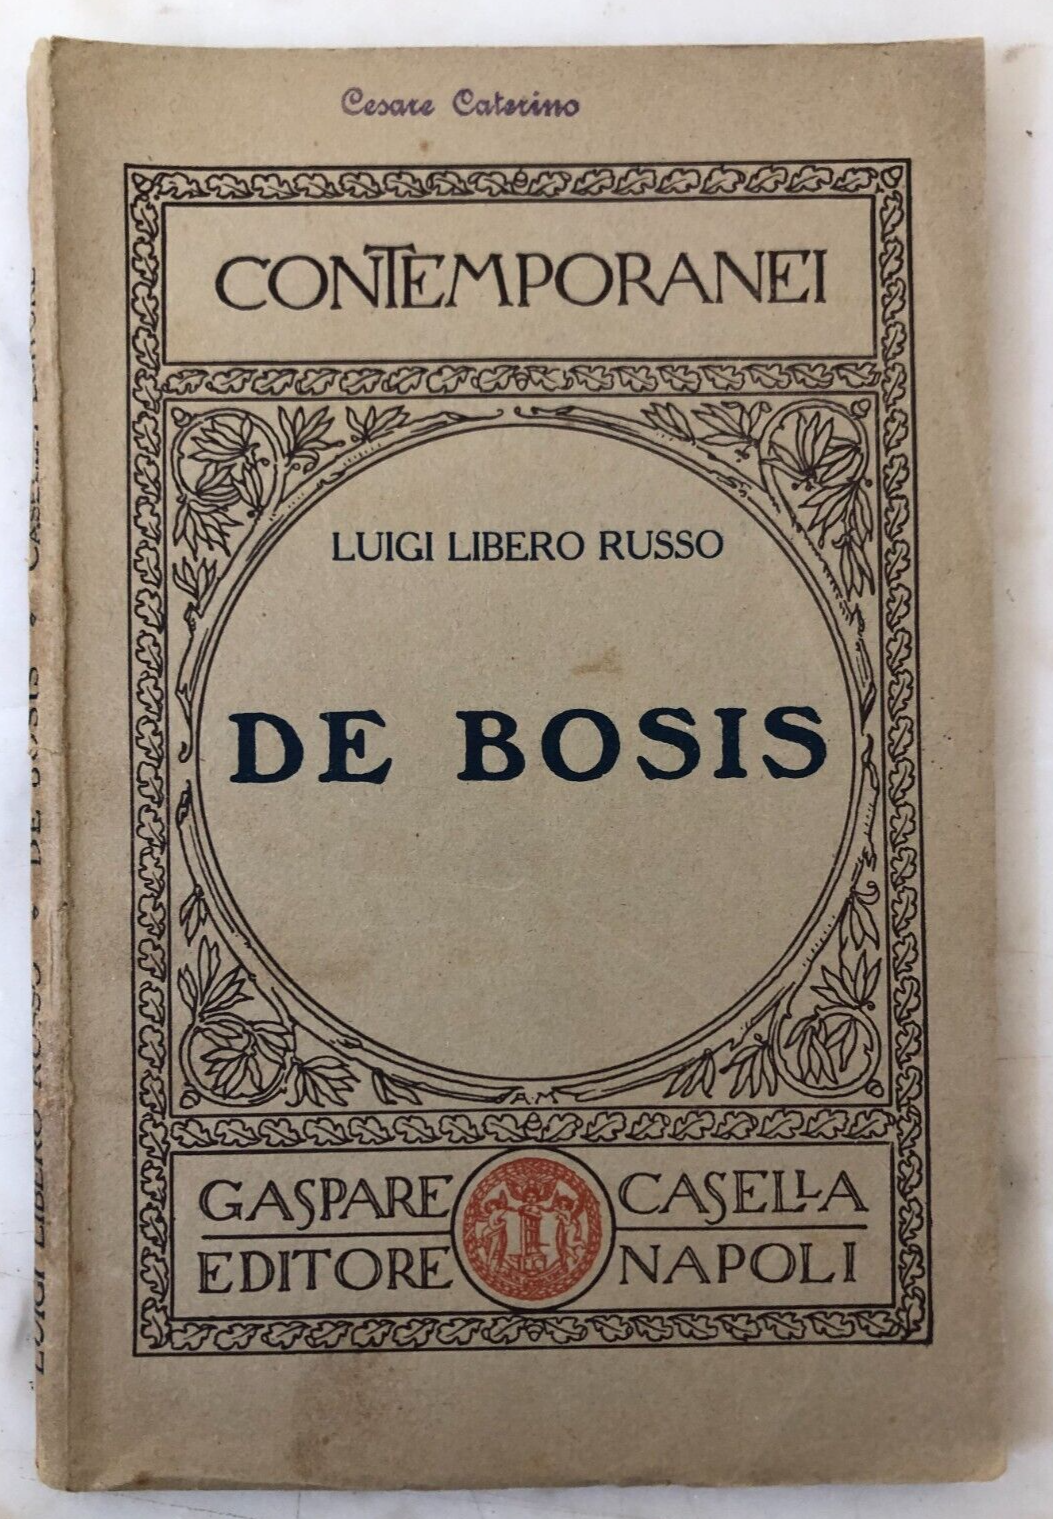 Cesare Caterino
CONTEMPORANEI
LUIGI LIBERO RUSSO
DE BOSIS
A·M
GASPARE CASELLA
EDITORE NAPOLI
LUIGI LIBERO RUSSO • DE BOSIS • CASELLA EDITORE